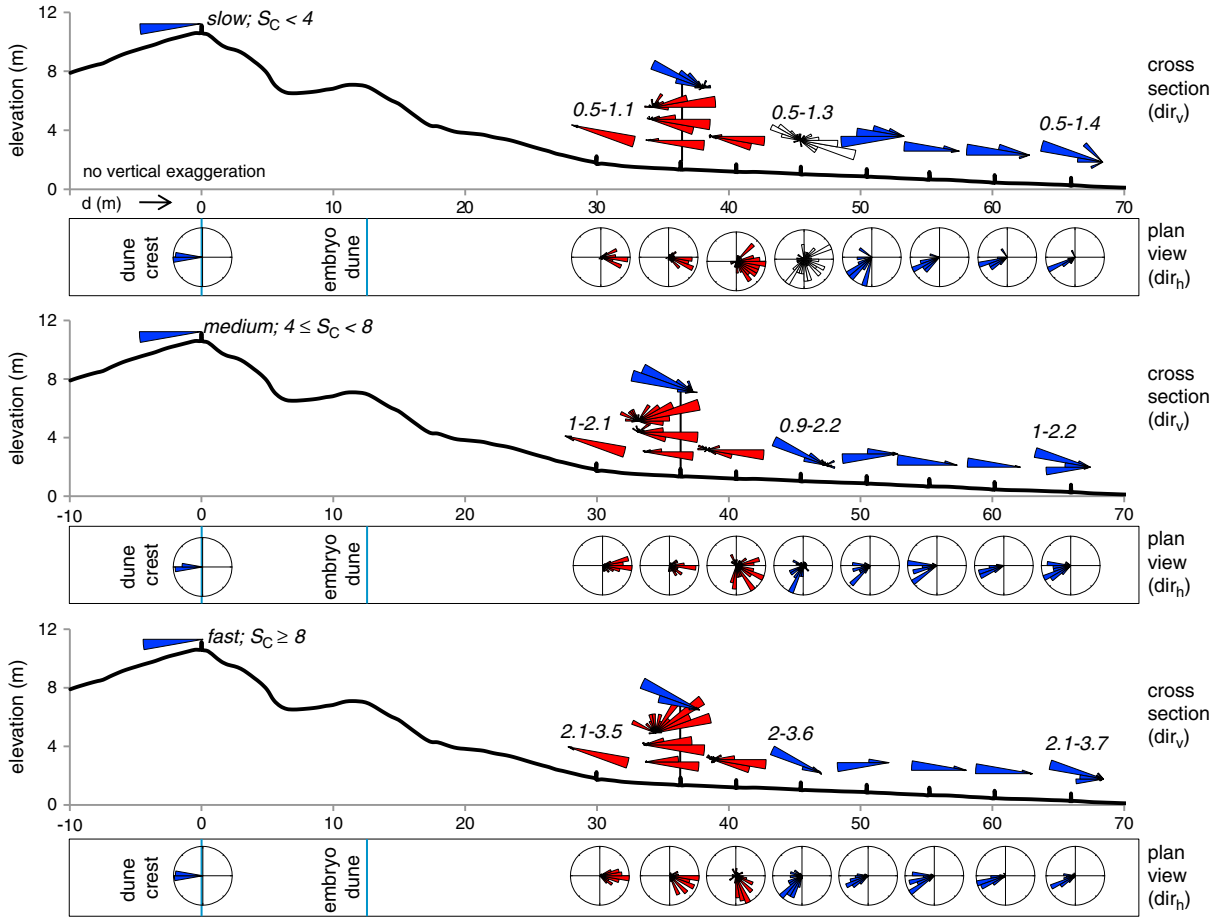 12
8
4
0
elevation (m)
slow; S_C < 4
0.5-1.1
0.5-1.3
0.5-1.4
cross
section
(dir_v)
no vertical exaggeration
d (m)
0
10
20
30
40
50
60
70
dune
crest
embryo
dune
plan
view
(dir_h)
12
8
4
0
elevation (m)
medium; 4 ≤ S_C < 8
1-2.1
0.9-2.2
1-2.2
cross
section
(dir_v)
-10
0
10
20
30
40
50
60
70
dune
crest
embryo
dune
plan
view
(dir_h)
12
8
4
0
elevation (m)
fast; S_C ≥ 8
2.1-3.5
2-3.6
2.1-3.7
cross
section
(dir_v)
-10
0
10
20
30
40
50
60
70
dune
crest
embryo
dune
plan
view
(dir_h)